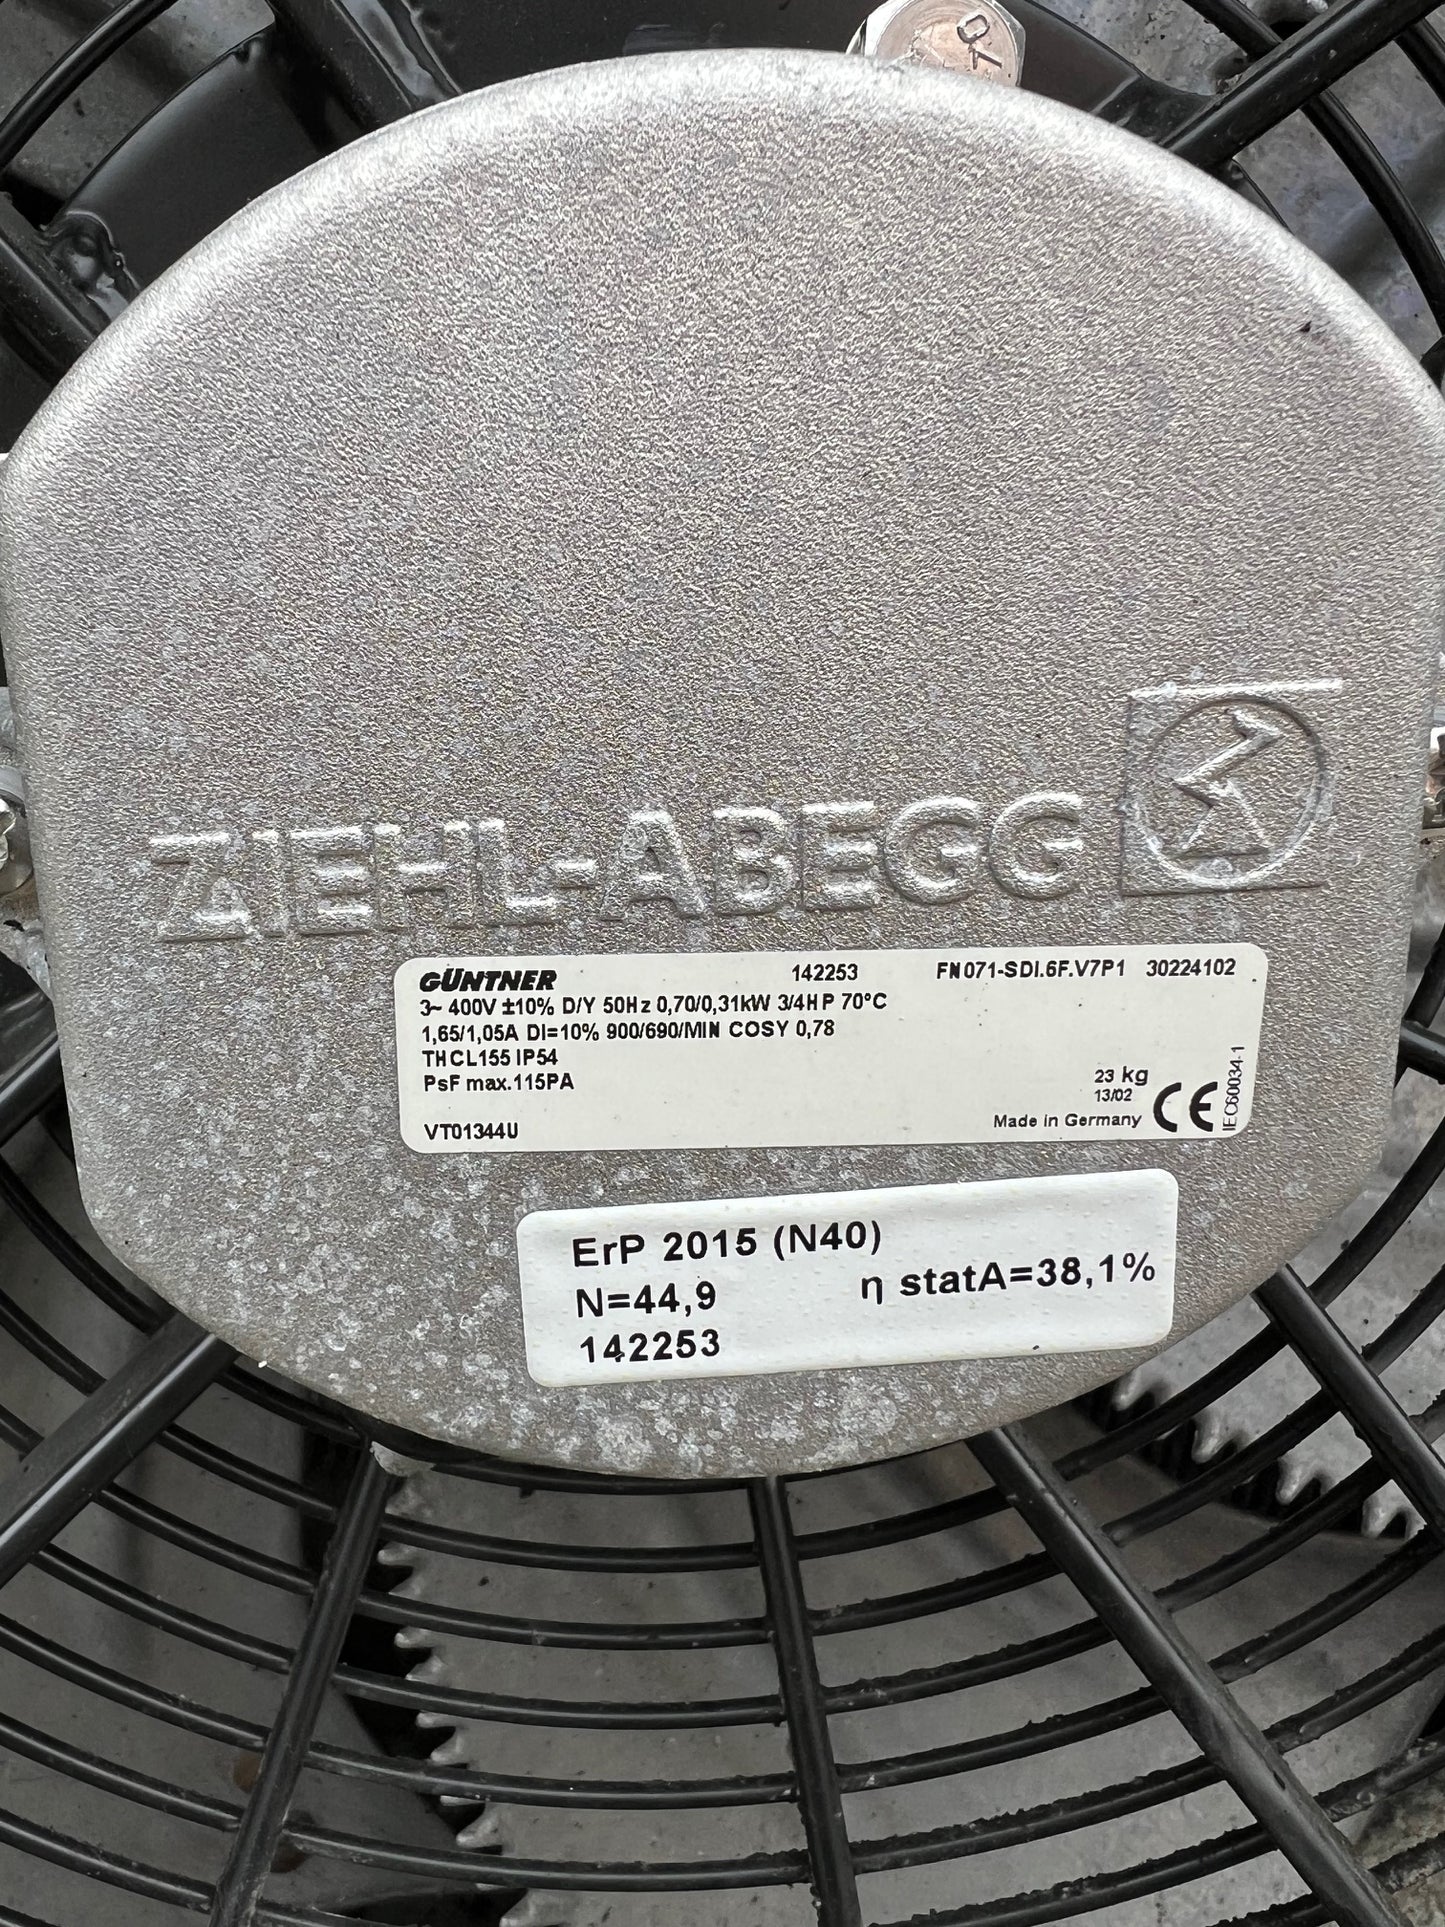 70
ZIEHL-ABEGG
GÜNTNER 142253 FN071-SDI.6F.V7P1 30224102
3~ 400V ±10% D/Y 50Hz 0,70/0,31kW 3/4HP 70°C
1,65/1,05A DI=10% 900/690/MIN COSY 0,78
THCL155 IP54
PsF max.115PA
23 kg
13/02
VT01344U
Made in Germany
CE
IEC60034-1
ErP 2015 (N40)
N=44,9 η statA=38,1%
142253